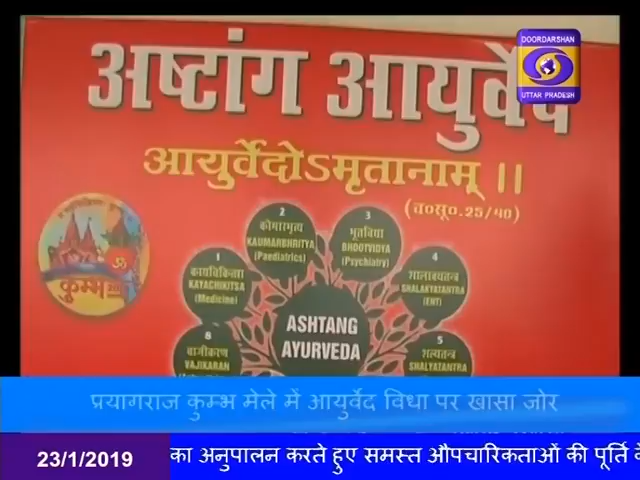 DOORDARSHAN
UTTAR PRADESH
अष्टांग आयुर्वेद
आयुर्वेदोऽमृतानाम् ।।
(च०सू०.25/40)
कुम्भ
1
कायचिकित्सा
KAYACHIKITSA
(Medicine)
2
कौमारभृत्य
KAUMARBHRITYA
(Paediatrics)
3
भूतविद्या
BHOOTVIDYA
(Psychiatry)
4
शालाक्यतन्त्र
SHALAKYATANTRA
(ENT)
5
शल्यतन्त्र
SHALYATANTRA
8
वाजीकरण
VAJIKARAN
ASHTANG
AYURVEDA
प्रयागराज कुम्भ मेले में आयुर्वेद विधा पर खासा जोर
23/1/2019
का अनुपालन करते हुए समस्त औपचारिकताओं की पूर्ति